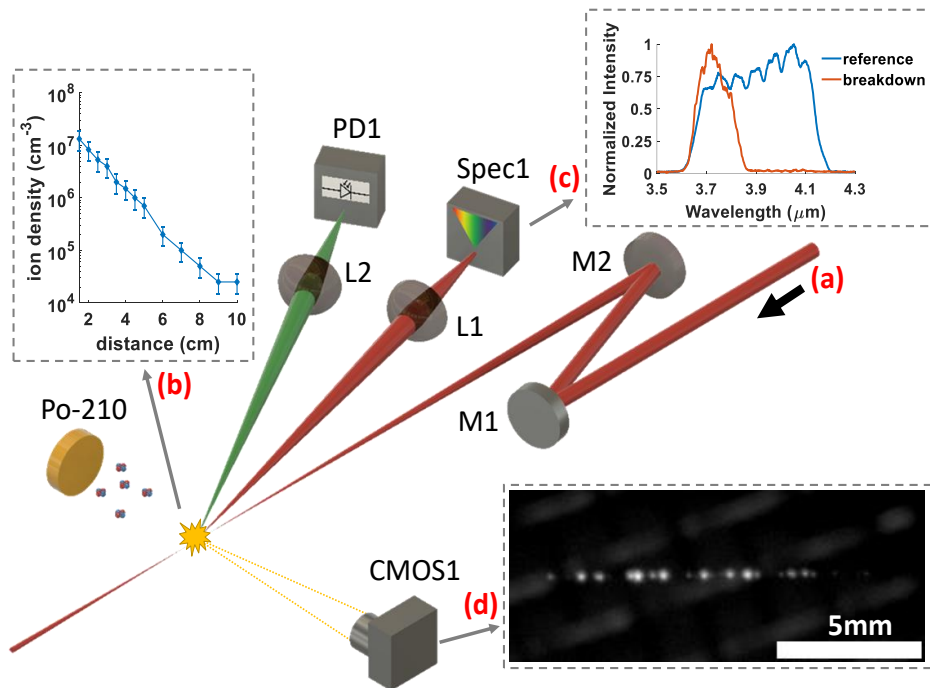 10^8
10^7
10^6
10^5
10^4
ion density (cm^-3)
2
4
6
8
10
distance (cm)
(b)
Po-210
PD1
L2
Spec1
(c)
L1
M2
(a)
M1
1
0.75
0.5
0.25
0
Normalized Intensity
reference
breakdown
3.5
3.7
3.9
4.1
4.3
Wavelength (μm)
CMOS1
(d)
5mm